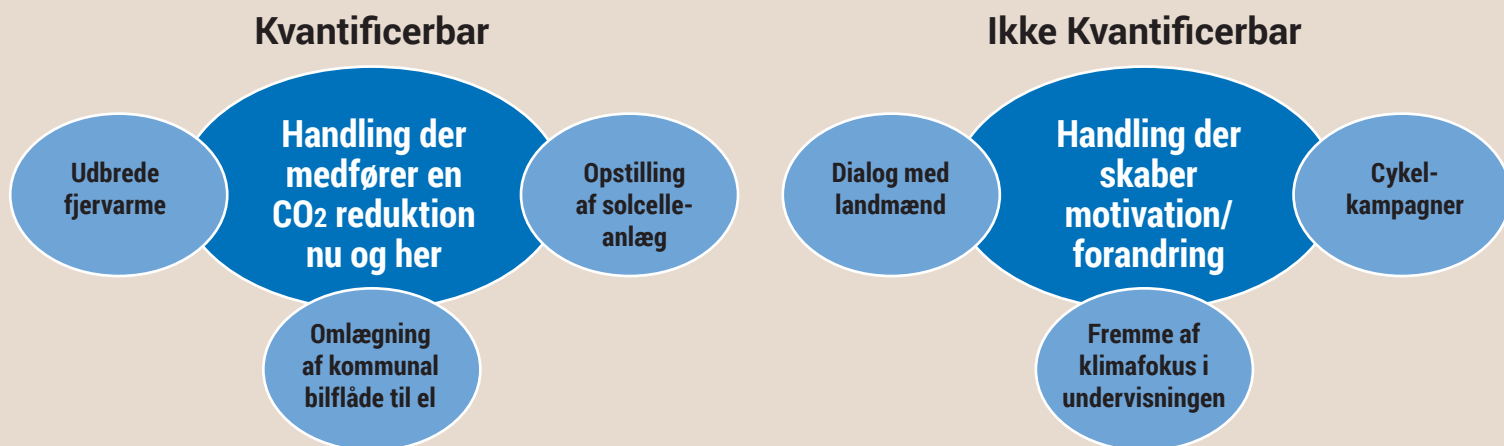 Kvantificerbar
Udbrede
fjervarme
Handling der
medfører en
CO2 reduktion
nu og her
Opstilling
af solcelle-
anlæg
Omlægning
af kommunal
bilflåde til el
Ikke Kvantificerbar
Dialog med
landmænd
Handling der
skaber
motivation/
forandring
Cykel-
kampagner
Fremme af
klimafokus i
undervisningen